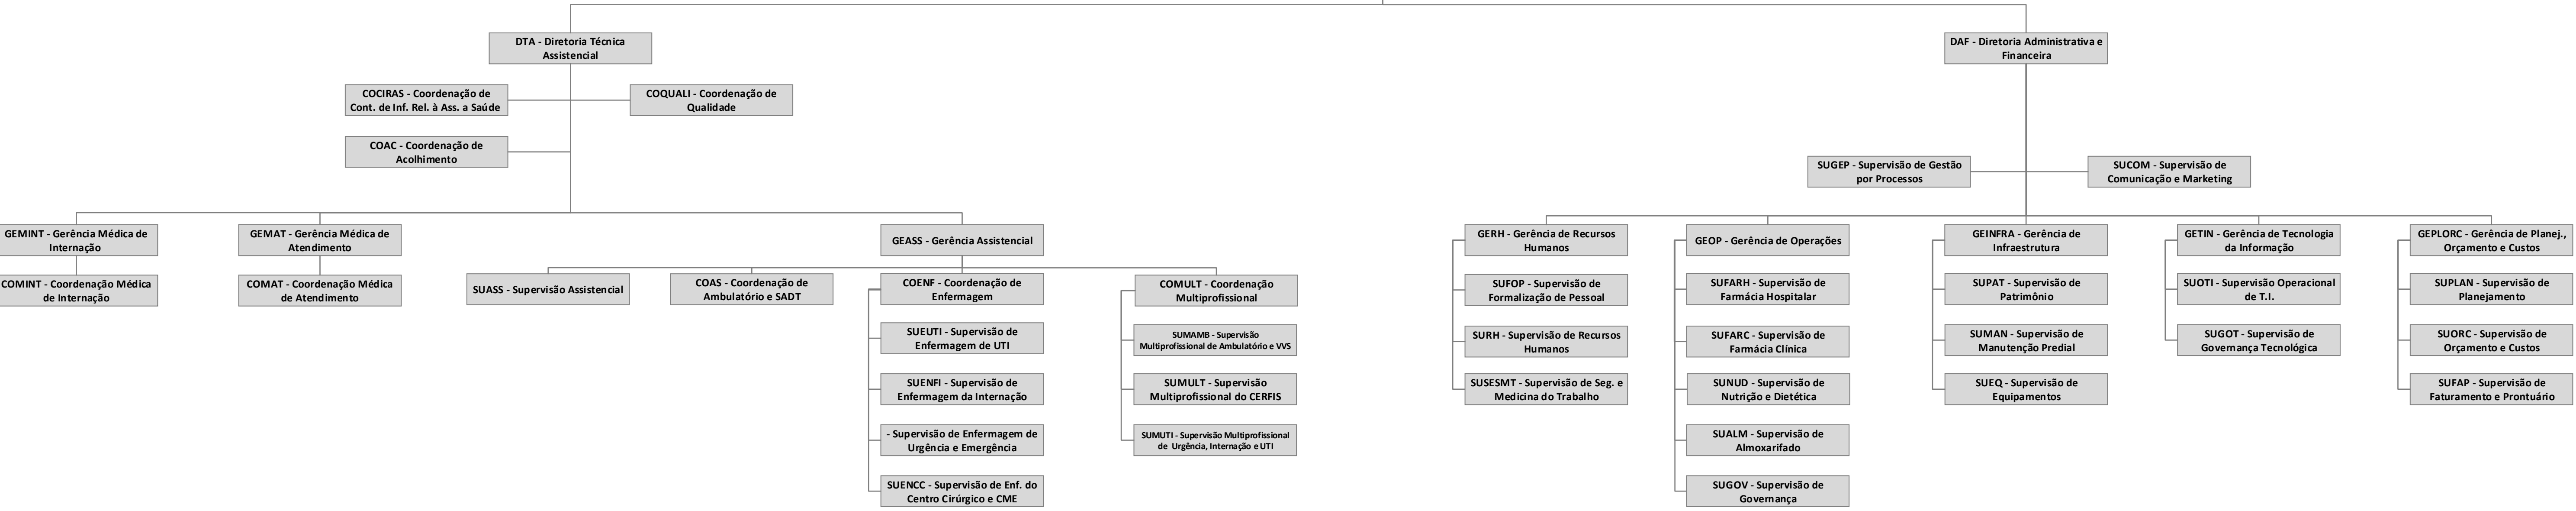 DTA - Diretoria Técnica
Assistencial
DAF - Diretoria Administrativa e
Financeira
COCIRAS - Coordenação de
Cont. de Inf. Rel. à Ass. a Saúde
COQUALI - Coordenação de
Qualidade
COAC - Coordenação de
Acolhimento
SUGEP - Supervisão de Gestão
por Processos
SUCOM - Supervisão de
Comunicação e Marketing
GEMINT - Gerência Médica de
Internação
GEMAT - Gerência Médica de
Atendimento
GEASS - Gerência Assistencial
GERH - Gerência de Recursos
Humanos
GEOP - Gerência de Operações
GEINFRA - Gerência de
Infraestrutura
GETIN - Gerência de Tecnologia
da Informação
GEPLORC - Gerência de Planej.,
Orçamento e Custos
COMINT - Coordenação Médica
de Internação
COMAT - Coordenação Médica
de Atendimento
SUASS - Supervisão Assistencial
COAS - Coordenação de
Ambulatório e SADT
COENF - Coordenação de
Enfermagem
COMULT - Coordenação
Multiprofissional
SUFOP - Supervisão de
Formalização de Pessoal
SUFARH - Supervisão de
Farmácia Hospitalar
SUPAT - Supervisão de
Patrimônio
SUOTI - Supervisão Operacional
de T.I.
SUPLAN - Supervisão de
Planejamento
SUEUTI - Supervisão de
Enfermagem de UTI
SUMAMB - Supervisão
Multiprofissional de Ambulatório e VVS
SURH - Supervisão de Recursos
Humanos
SUFARC - Supervisão de
Farmácia Clínica
SUMAN - Supervisão de
Manutenção Predial
SUGOT - Supervisão de
Governança Tecnológica
SUORC - Supervisão de
Orçamento e Custos
SUENFI - Supervisão de
Enfermagem da Internação
SUMULT - Supervisão
Multiprofissional do CERFIS
SUSESMT - Supervisão de Seg. e
Medicina do Trabalho
SUNUD - Supervisão de
Nutrição e Dietética
SUEQ - Supervisão de
Equipamentos
SUFAP - Supervisão de
Faturamento e Prontuário
- Supervisão de Enfermagem de
Urgência e Emergência
SUMUTI - Supervisão Multiprofissional
de Urgência, Internação e UTI
SUALM - Supervisão de
Almoxarifado
SUENCC - Supervisão de Enf. do
Centro Cirúrgico e CME
SUGOV - Supervisão de
Governança